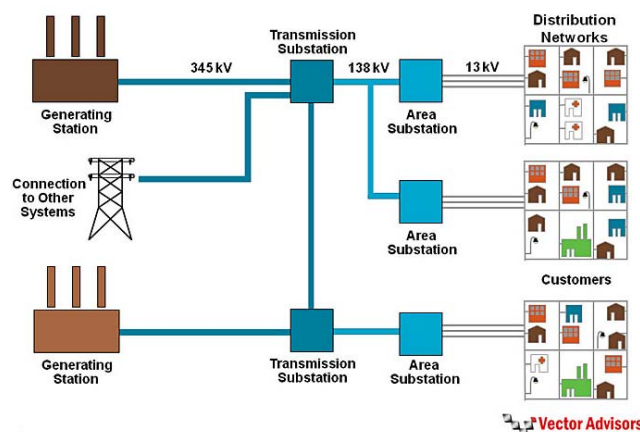 Distribution
Networks
Transmission
Substation
345 kV
138 kV
13 kV
Generating
Station
Area
Substation
Connection
to Other
Systems
Area
Substation
Customers
Generating
Station
Transmission
Substation
Area
Substation
Vector Advisors